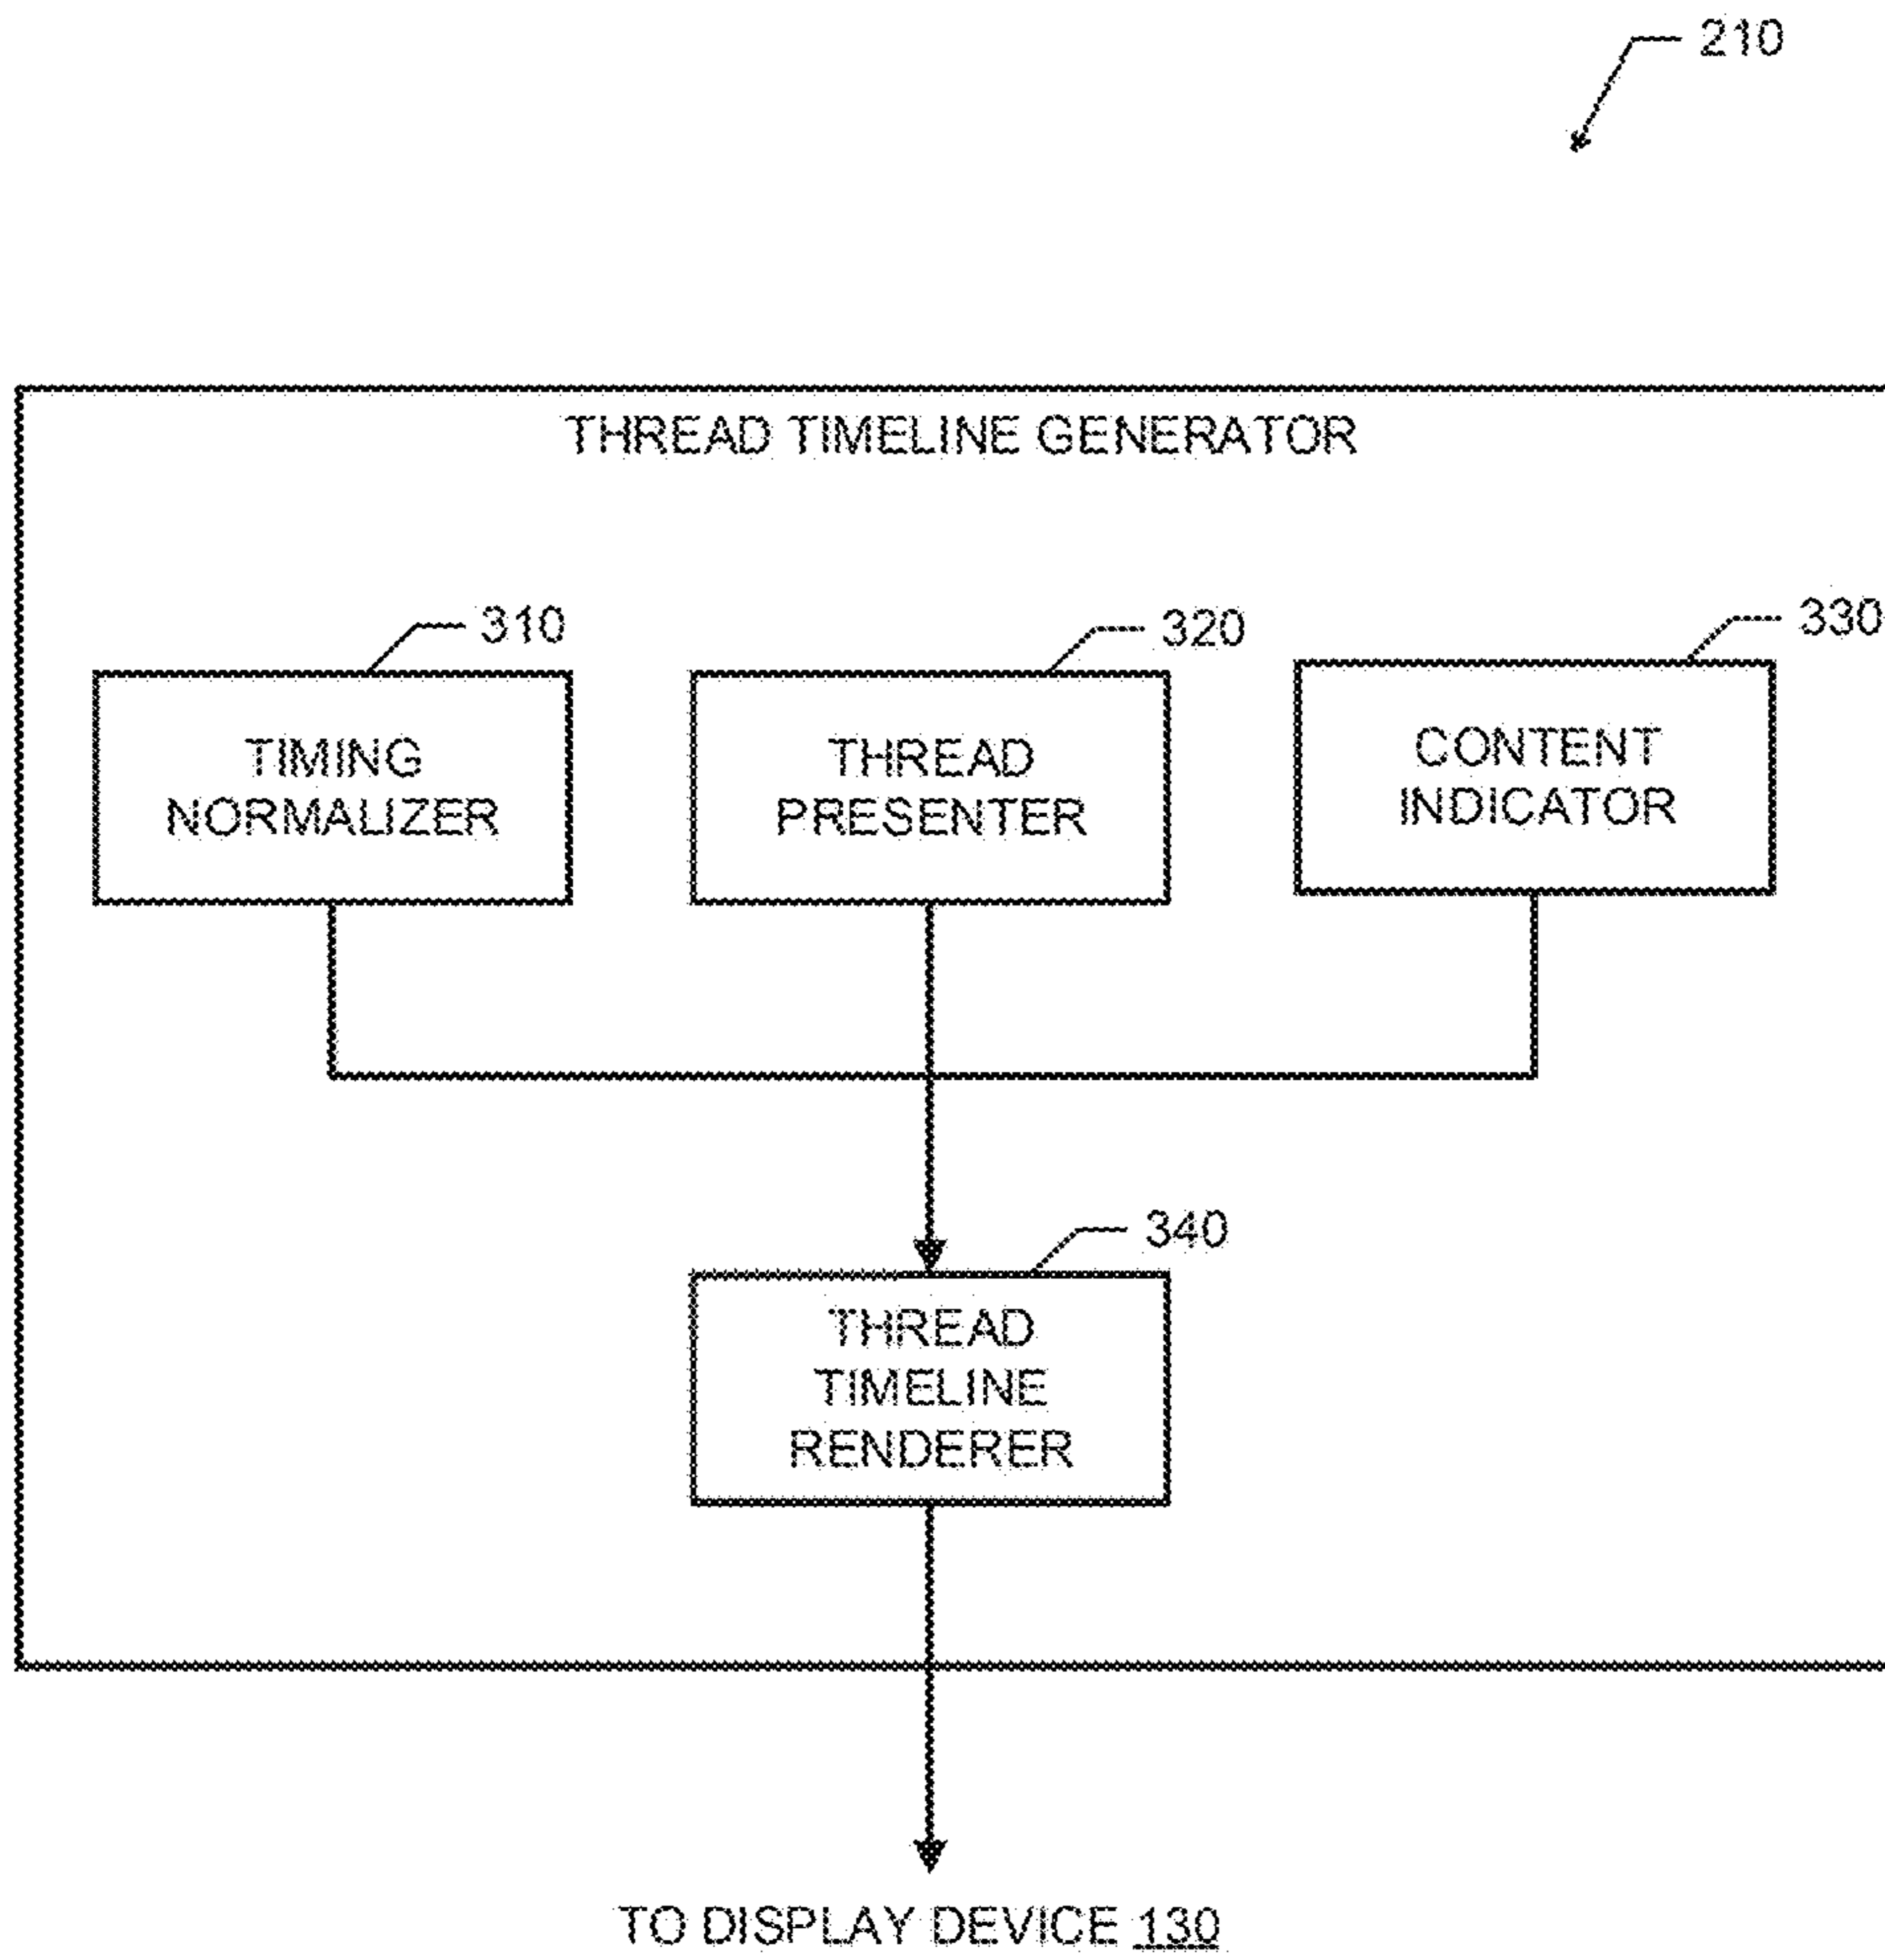 210
THREAD TIMELINE GENERATOR
310
320
330
TIMING
NORMALIZER
THREAD
PRESENTER
CONTENT
INDICATOR
340
THREAD
TIMELINE
RENDERER
TO DISPLAY DEVICE 130